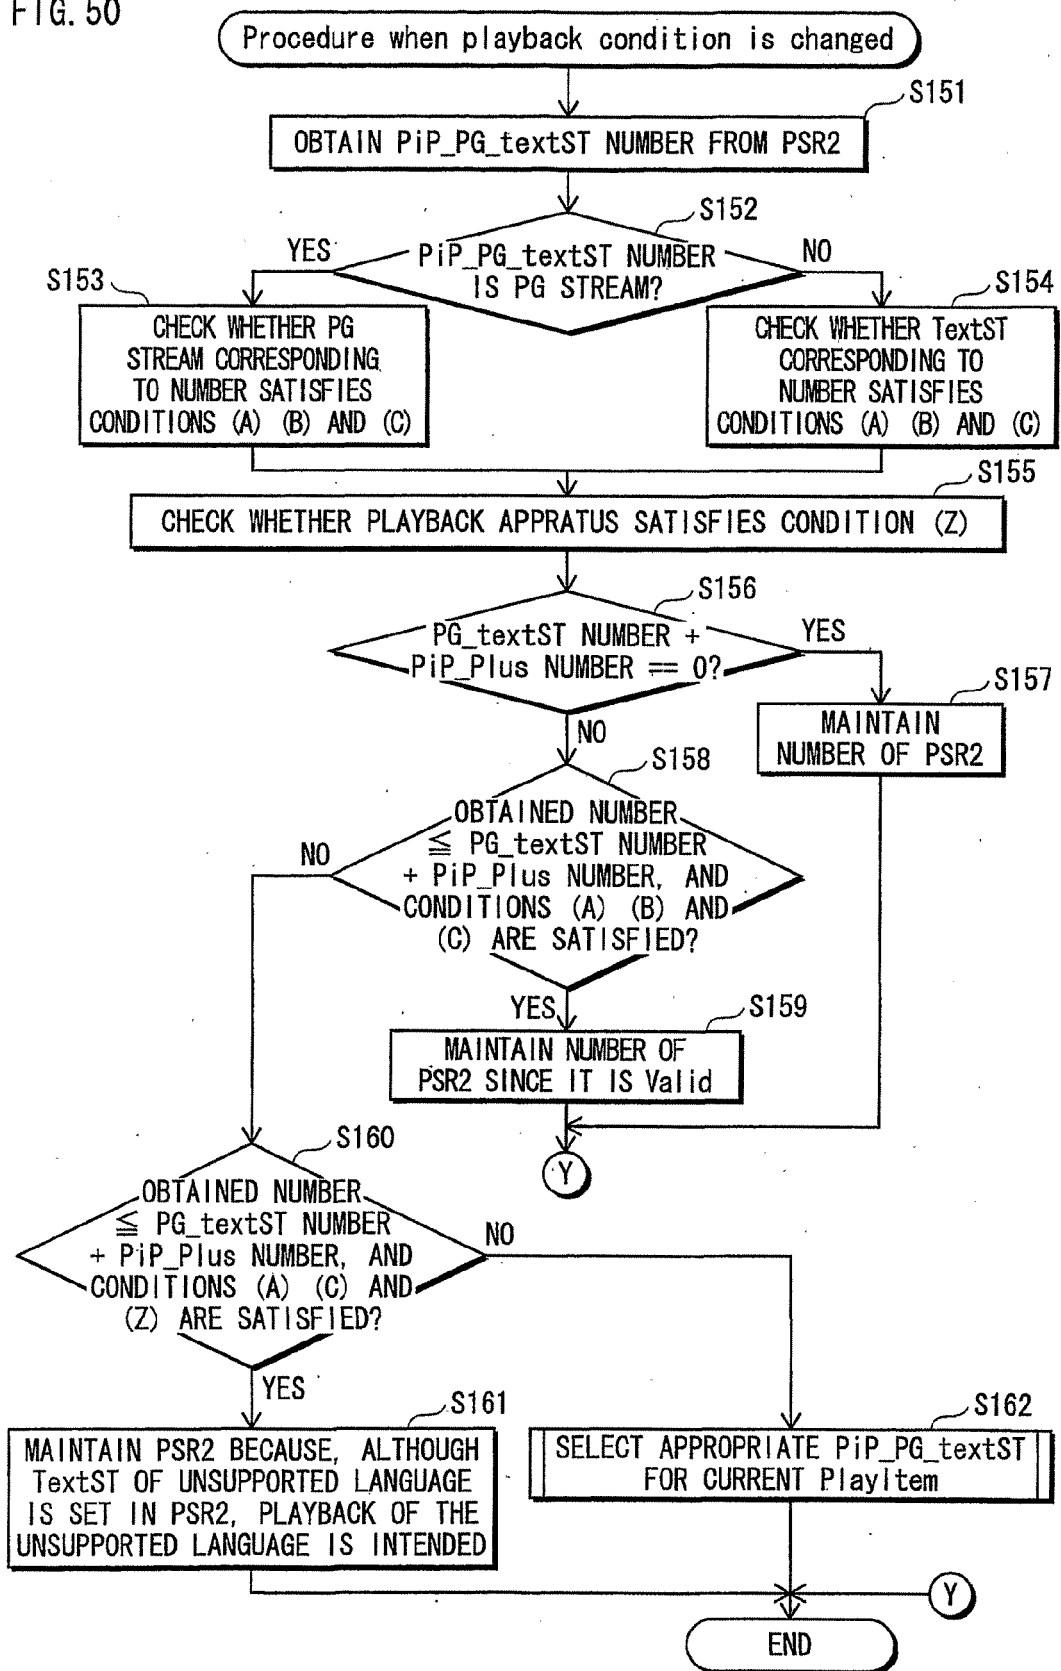 FIG. 50
Procedure when playback condition is changed
S151
OBTAIN PiP_PG_textST NUMBER FROM PSR2
S152
PiP_PG_textST NUMBER
IS PG STREAM?
YES
NO
S153
CHECK WHETHER PG
STREAM CORRESPONDING
TO NUMBER SATISFIES
CONDITIONS (A) (B) AND (C)
S154
CHECK WHETHER TextST
CORRESPONDING TO
NUMBER SATISFIES
CONDITIONS (A) (B) AND (C)
S155
CHECK WHETHER PLAYBACK APPRATUS SATISFIES CONDITION (Z)
S156
PG_textST NUMBER +
PiP_Plus NUMBER == 0?
YES
NO
S157
MAINTAIN
NUMBER OF PSR2
S158
OBTAINED NUMBER
≦ PG_textST NUMBER
+ PiP_Plus NUMBER, AND
CONDITIONS (A) (B) AND
(C) ARE SATISFIED?
NO
YES
S159
MAINTAIN NUMBER OF
PSR2 SINCE IT IS Valid
Y
S160
OBTAINED NUMBER
≦ PG_textST NUMBER
+ PiP_Plus NUMBER, AND
CONDITIONS (A) (C) AND
(Z) ARE SATISFIED?
NO
YES
S161
MAINTAIN PSR2 BECAUSE, ALTHOUGH
TextST OF UNSUPPORTED LANGUAGE
IS SET IN PSR2, PLAYBACK OF THE
UNSUPPORTED LANGUAGE IS INTENDED
S162
SELECT APPROPRIATE PiP_PG_textST
FOR CURRENT PlayItem
Y
END